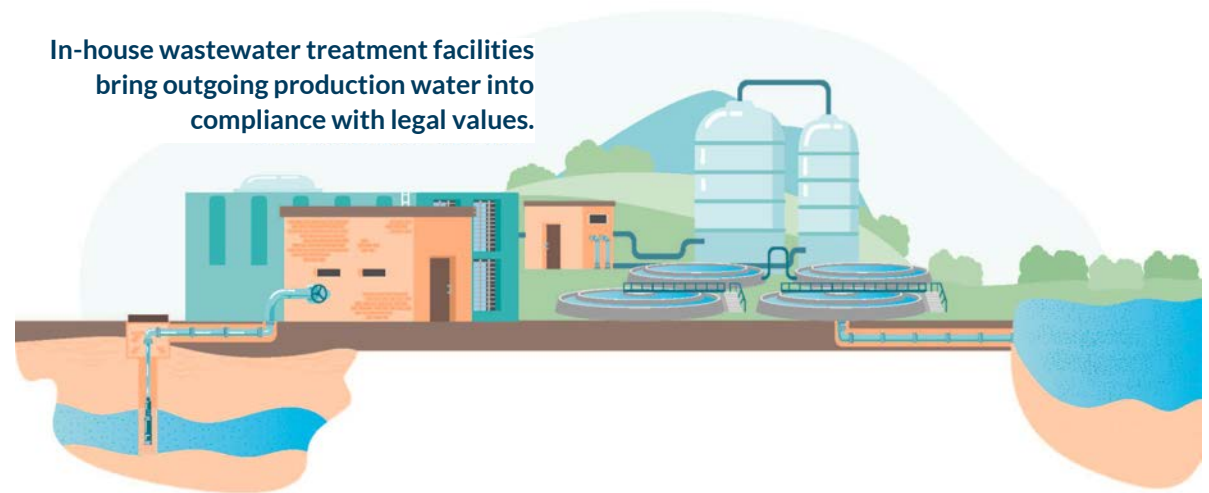 In-house wastewater treatment facilities
bring outgoing production water into
compliance with legal values.